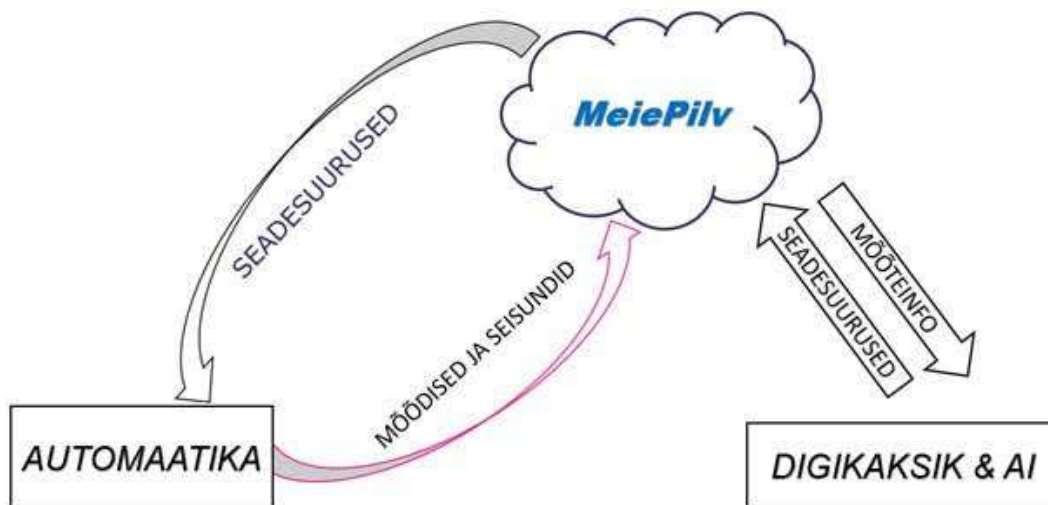 MeiePilv
SEADESUURUSED
MÕÕDISED JA SEISUNDID
MÕÕTEINFO
SEADESUURUSED
AUTOMAATIKA
DIGIKAKSIK & AI